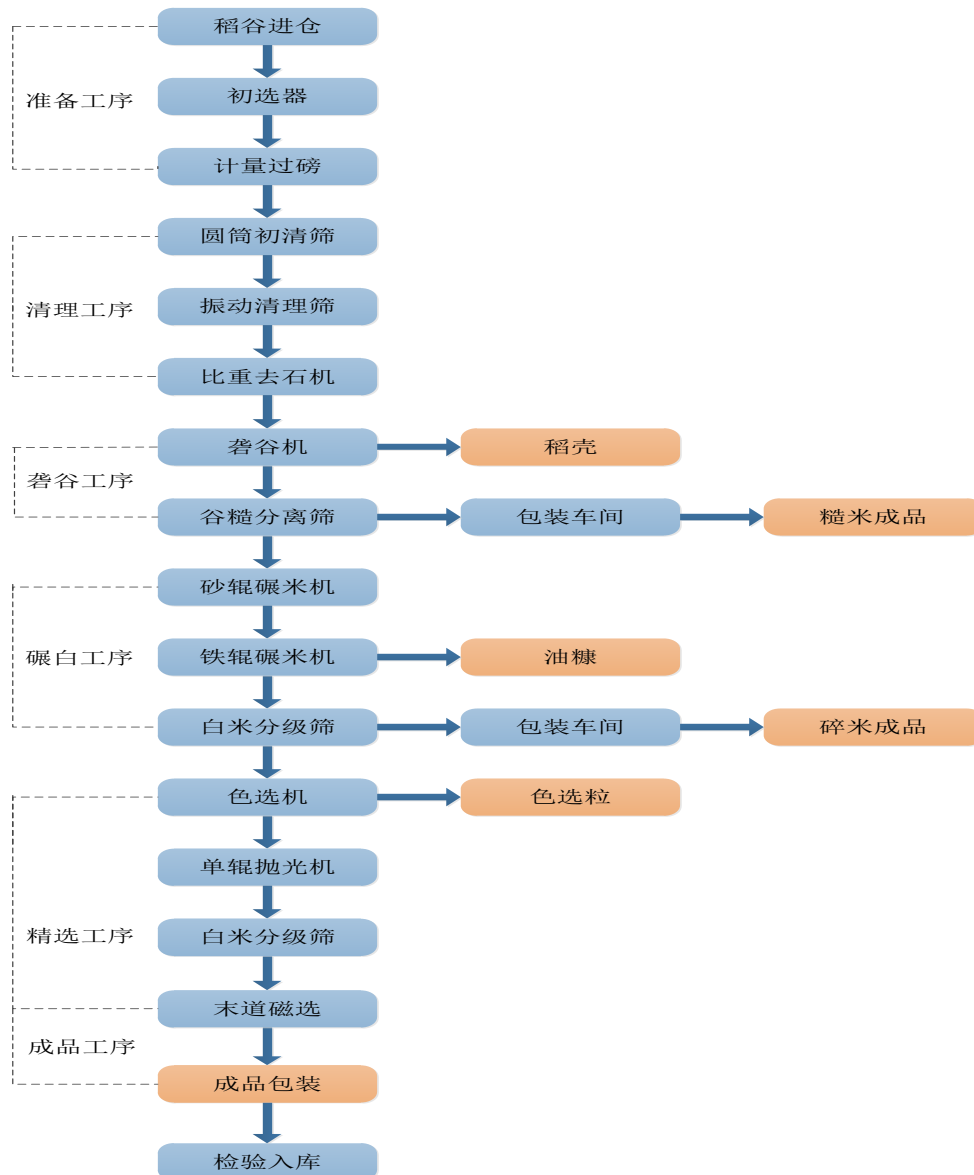 稻谷进仓
准备工序
初选器
计量过磅
圆筒初清筛
清理工序
振动清理筛
比重去石机
砻谷机
稻壳
砻谷工序
谷糙分离筛
包装车间
糙米成品
砂辊碾米机
碾白工序
铁辊碾米机
油糠
白米分级筛
包装车间
碎米成品
色选机
色选粒
单辊抛光机
精选工序
白米分级筛
末道磁选
成品工序
成品包装
检验入库